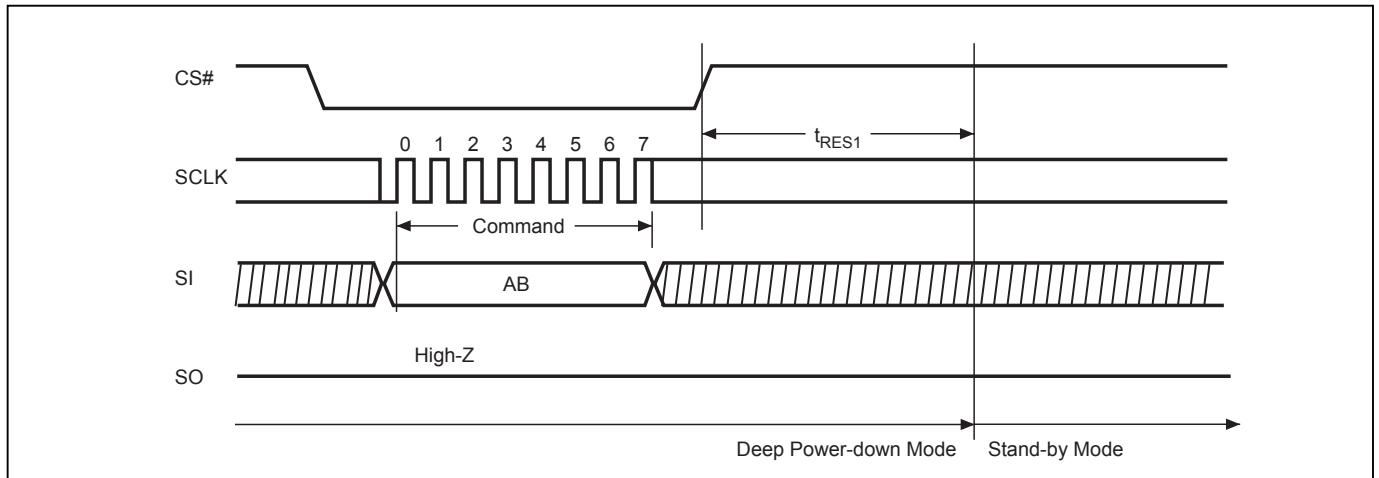 CS#
tRES1
0 1 2 3 4 5 6 7
SCLK
Command
SI
AB
High-Z
SO
Deep Power-down Mode
Stand-by Mode